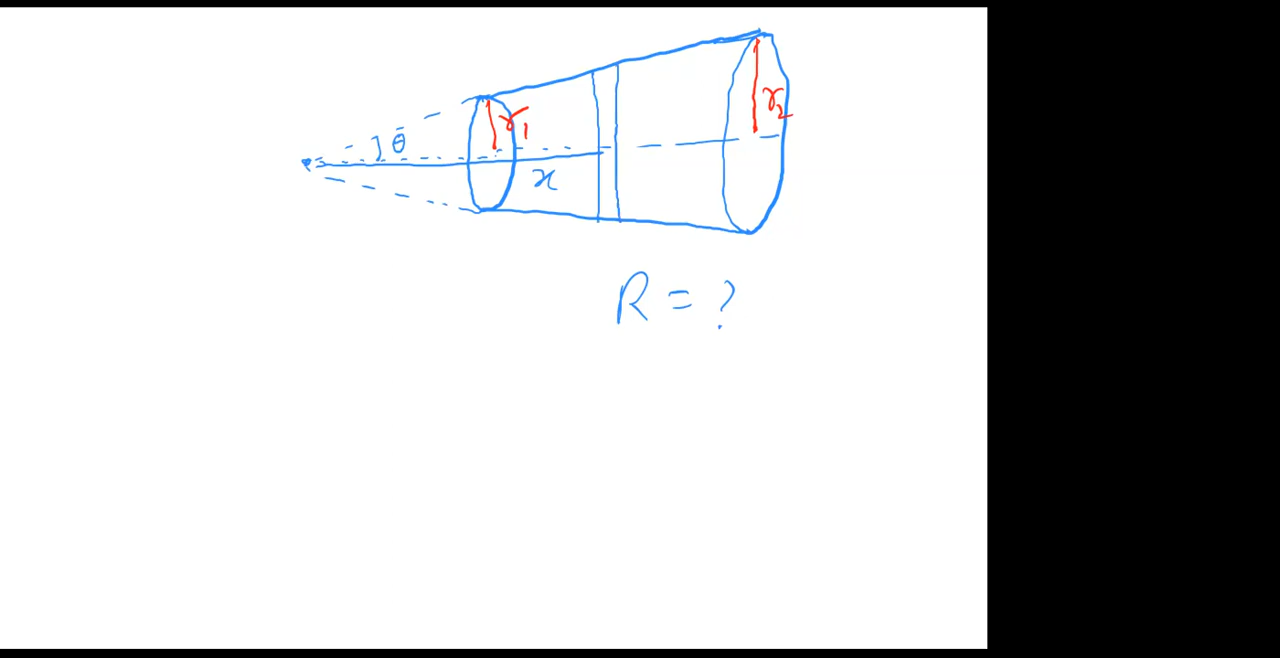 θ
r₁
r₂
x
R = ?